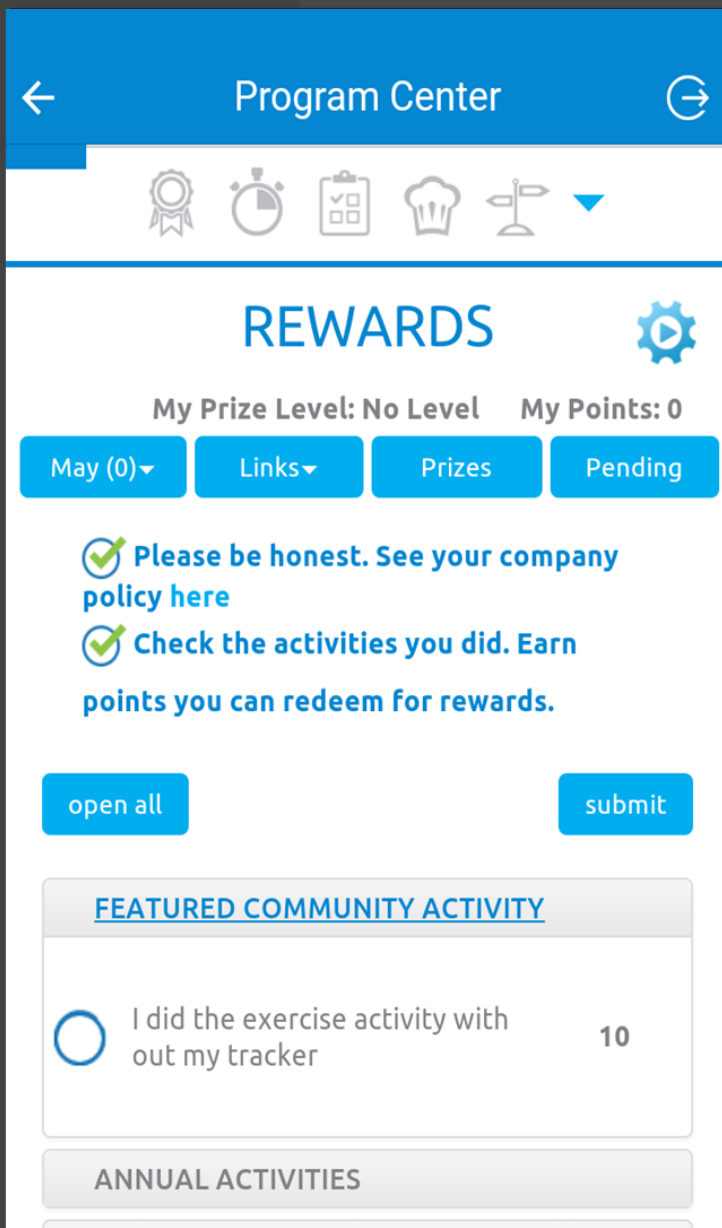 Program Center
REWARDS
My Prize Level: No Level My Points: 0
May (0) Links Prizes Pending
Please be honest. See your company
policy here
Check the activities you did. Earn
points you can redeem for rewards.
open all submit
FEATURED COMMUNITY ACTIVITY
I did the exercise activity with
out my tracker
10
ANNUAL ACTIVITIES